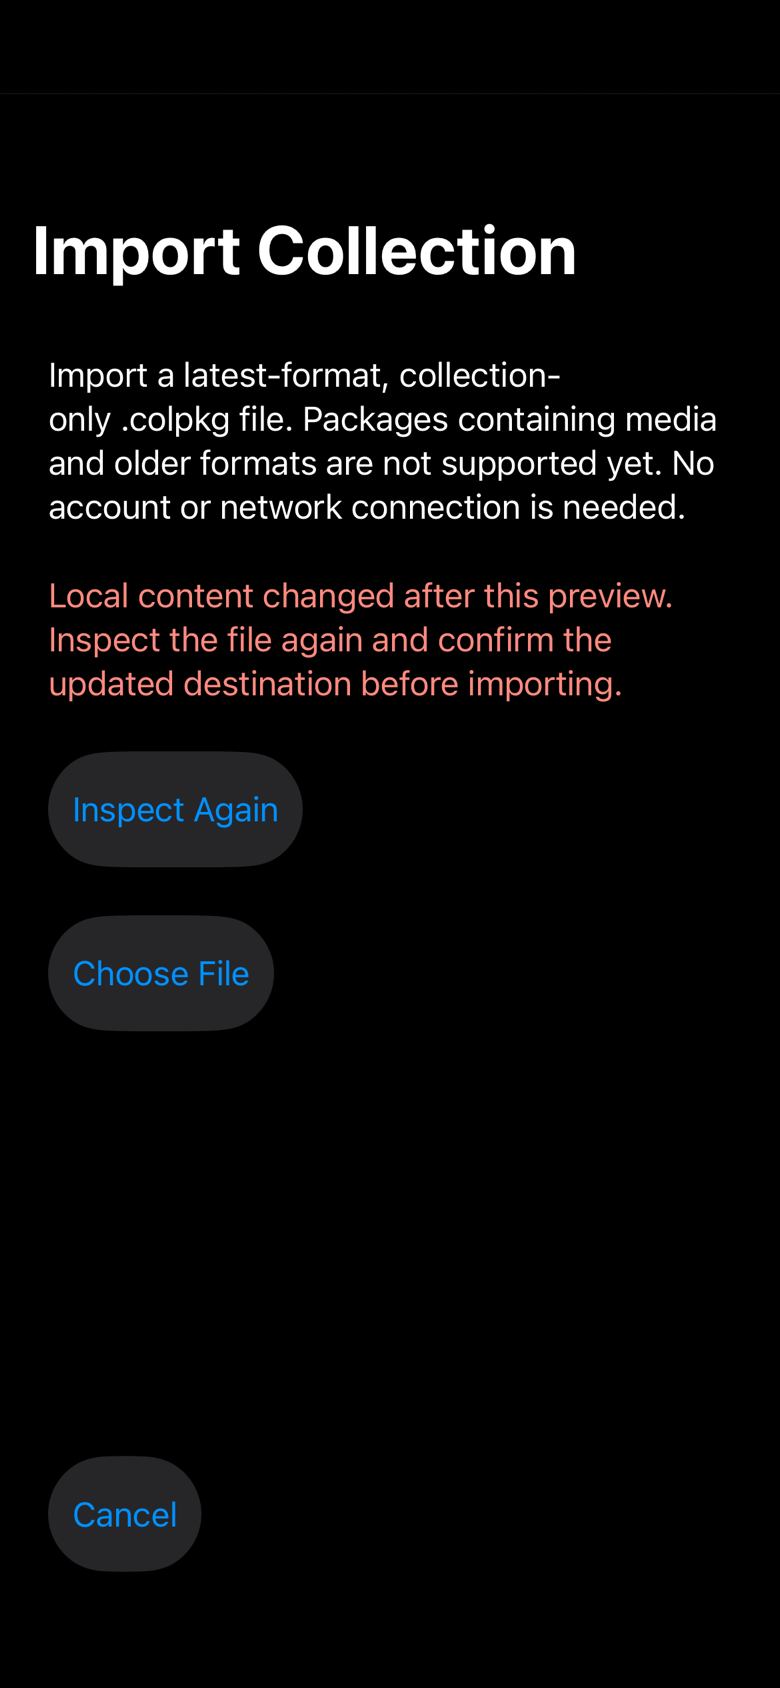 Import Collection
Import a latest-format, collection-
only .colpkg file. Packages containing media
and older formats are not supported yet. No
account or network connection is needed.
Local content changed after this preview.
Inspect the file again and confirm the
updated destination before importing.
Inspect Again
Choose File
Cancel